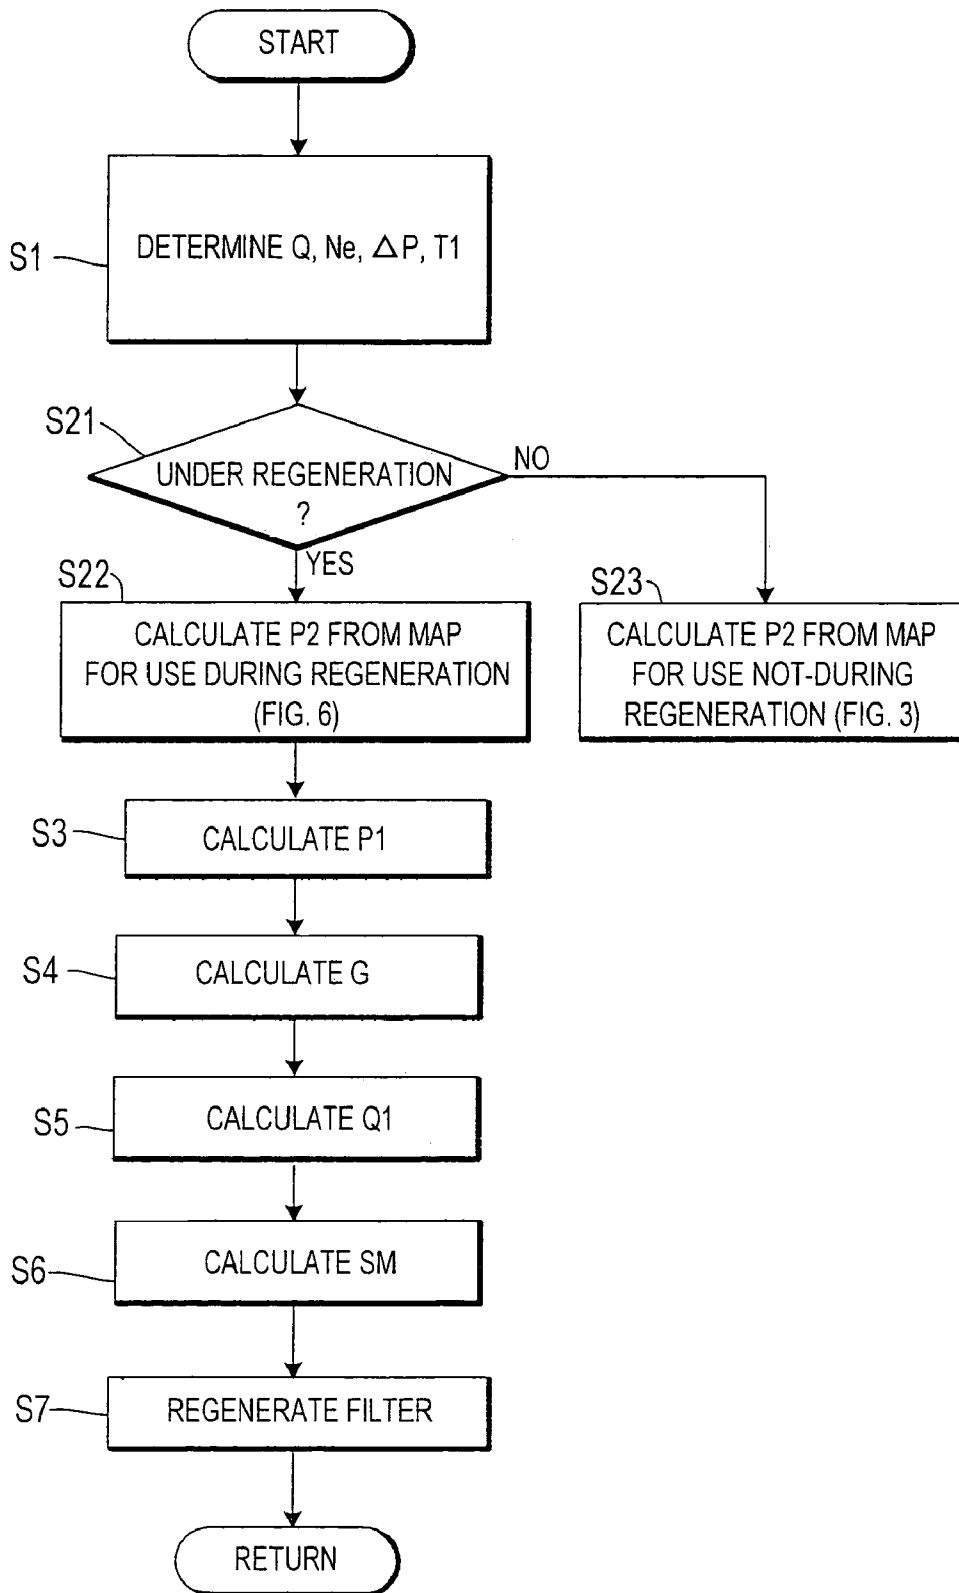 START
S1
DETERMINE Q, Ne, △P, T1
S21
UNDER REGENERATION
?
NO
YES
S22
CALCULATE P2 FROM MAP
FOR USE DURING REGENERATION
(FIG. 6)
S23
CALCULATE P2 FROM MAP
FOR USE NOT-DURING
REGENERATION (FIG. 3)
S3
CALCULATE P1
S4
CALCULATE G
S5
CALCULATE Q1
S6
CALCULATE SM
S7
REGENERATE FILTER
RETURN